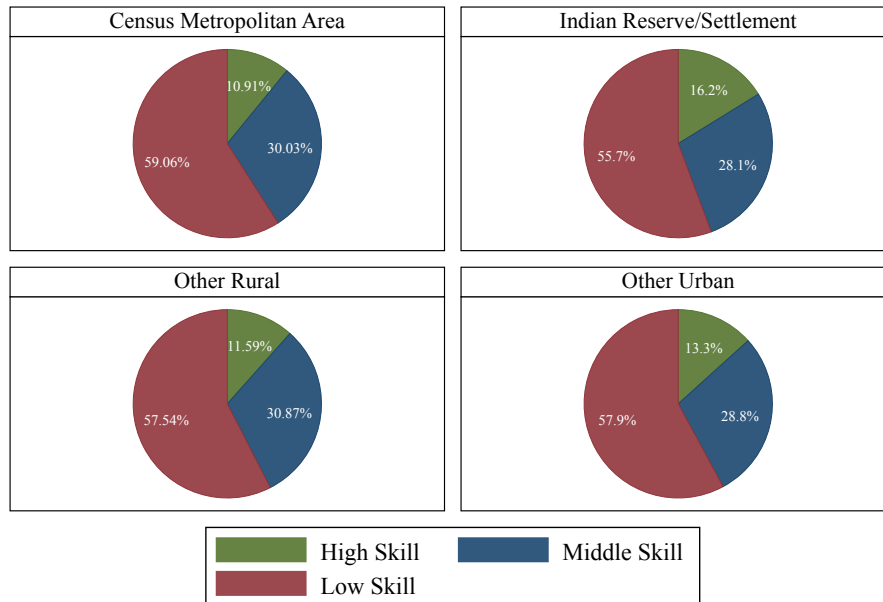 Census Metropolitan Area
10.91%
30.03%
59.06%
Indian Reserve/Settlement
16.2%
28.1%
55.7%
Other Rural
11.59%
30.87%
57.54%
Other Urban
13.3%
28.8%
57.9%
High Skill
Middle Skill
Low Skill